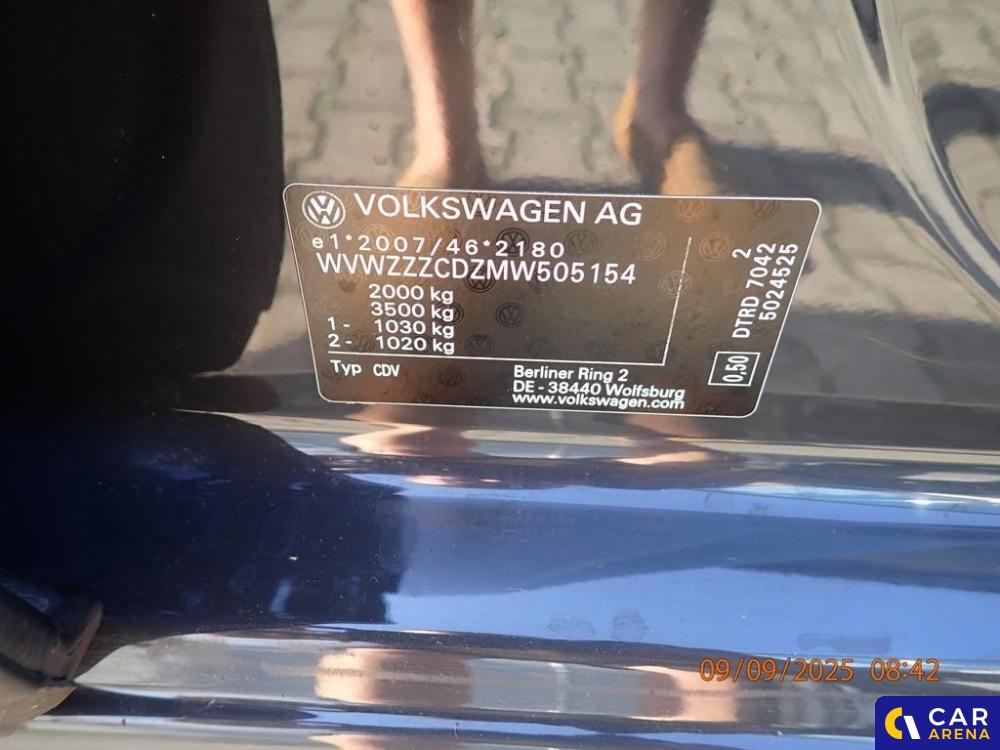 VOLKSWAGEN AG
e1*2007/46*2180
WVWZZZCDZMW505154
2000 kg
3500 kg
1- 1030 kg
2- 1020 kg
Typ CDV
Berliner Ring 2
DE-38440 Wolfsburg
www.volkswagen.com
2
DTRD 7042
5024525
0,50
09/09/2025 08:42
CAR
ARENA